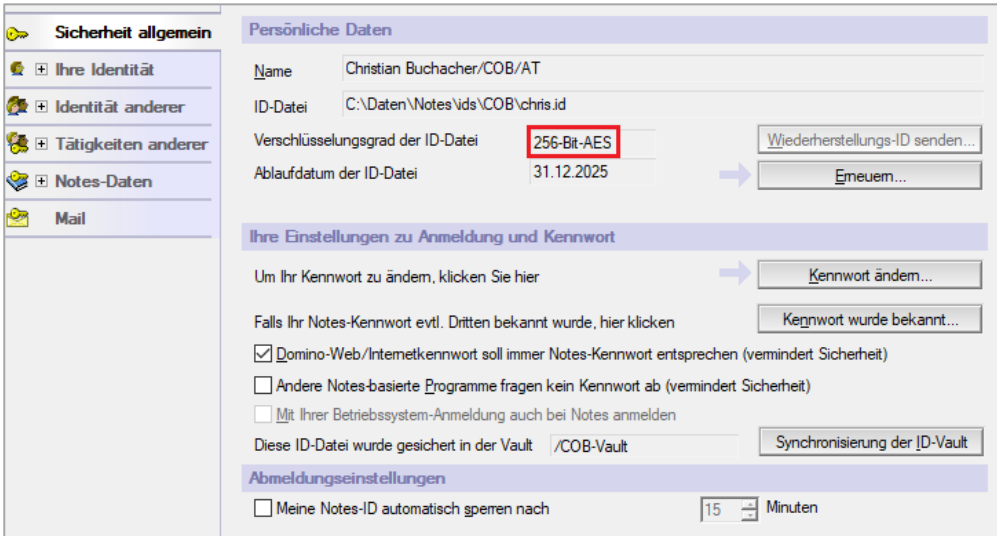 Sicherheit allgemein
Ihre Identität
Identität anderer
Tätigkeiten anderer
Notes-Daten
Mail
Persönliche Daten
Name Christian Buchacher/COB/AT
ID-Datei C:\Daten\Notes\ids\COB\chris.id
Verschlüsselungsgrad der ID-Datei 256-Bit-AES Wiederherstellungs-ID senden...
Ablaufdatum der ID-Datei 31.12.2025 Erneuern...
Ihre Einstellungen zu Anmeldung und Kennwort
Um Ihr Kennwort zu ändern, klicken Sie hier Kennwort ändern...
Falls Ihr Notes-Kennwort evtl. Dritten bekannt wurde, hier klicken Kennwort wurde bekannt...
Domino-Web/Internetkennwort soll immer Notes-Kennwort entsprechen (vermindert Sicherheit)
Andere Notes-basierte Programme fragen kein Kennwort ab (vermindert Sicherheit)
Mit Ihrer Betriebssystem-Anmeldung auch bei Notes anmelden
Diese ID-Datei wurde gesichert in der Vault /COB-Vault Synchronisierung der ID-Vault
Abmeldungseinstellungen
Meine Notes-ID automatisch sperren nach 15 Minuten